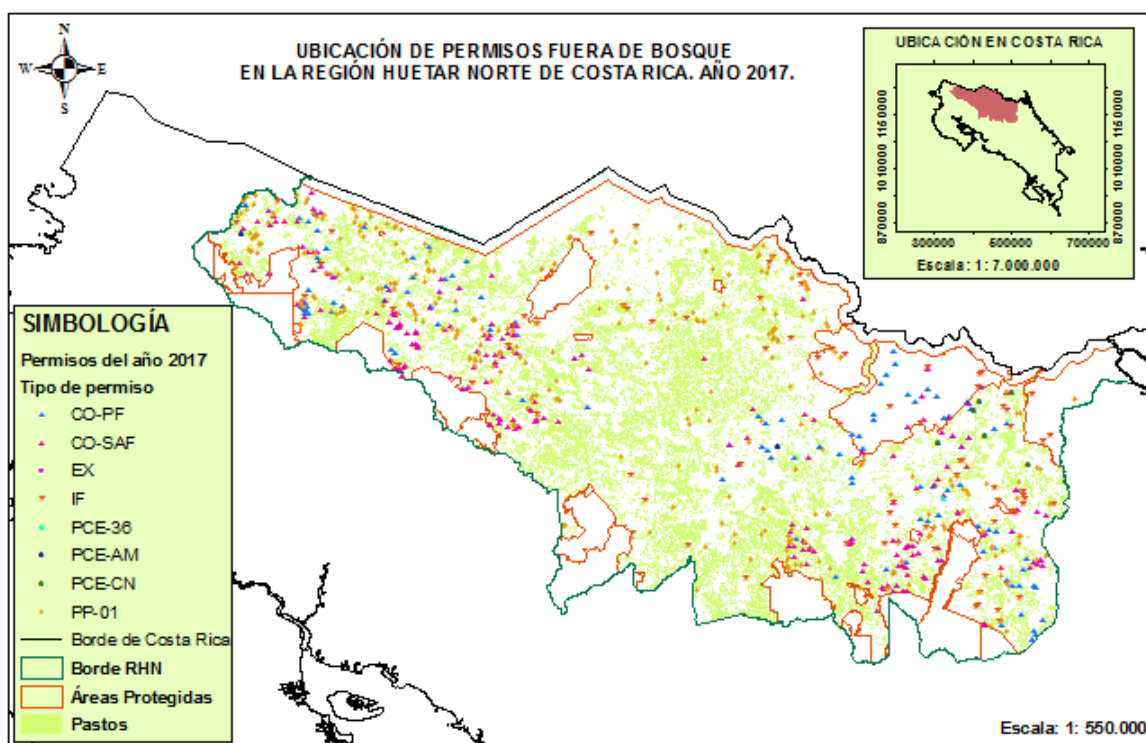 N
W E
S
UBICACIÓN DE PERMISOS FUERA DE BOSQUE
EN LA REGIÓN HUETAR NORTE DE COSTA RICA. AÑO 2017.
UBICACIÓN EN COSTA RICA
1160000
1010000
870000
1160000
1010000
870000
300000 600000 700000
Escala: 1: 7.000.000
SIMBOLOGÍA
Permisos del año 2017
Tipo de permiso
CO-PF
CO-SAF
EX
IF
PCE-36
PCE-AM
PCE-CN
PP-01
Borde de Costa Rica
Borde RHN
Áreas Protegidas
Pastos
Escala: 1: 550.000